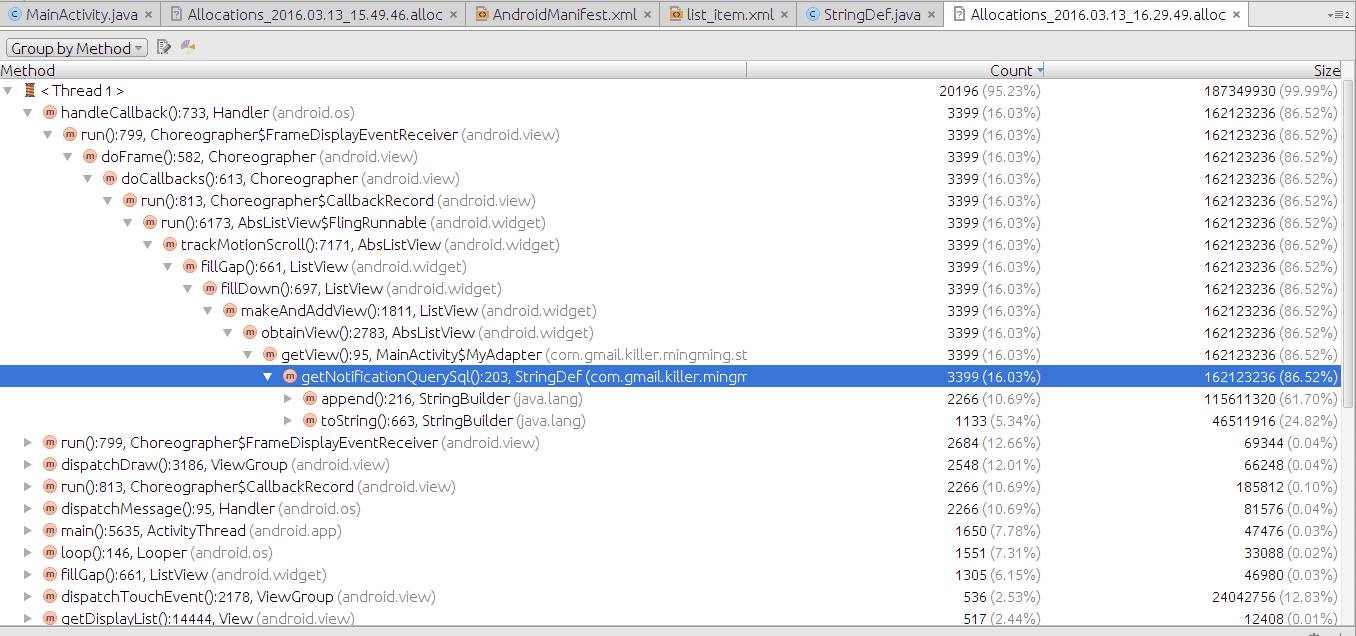 MainActivity.java × Allocations_2016.03.13_15.49.46.alloc × AndroidManifest.xml × list_item.xml × StringDef.java × Allocations_2016.03.13_16.29.49.alloc × 2
Group by Method
Method Count Size
<Thread 1> 20196 (95.23%) 187349930 (99.99%)
handleCallback():733, Handler (android.os) 3399 (16.03%) 162123236 (86.52%)
run():799, Choreographer$FrameDisplayEventReceiver (android.view) 3399 (16.03%) 162123236 (86.52%)
doFrame():582, Choreographer (android.view) 3399 (16.03%) 162123236 (86.52%)
doCallbacks():613, Choreographer (android.view) 3399 (16.03%) 162123236 (86.52%)
run():813, Choreographer$CallbackRecord (android.view) 3399 (16.03%) 162123236 (86.52%)
run():6173, AbsListView$FlingRunnable (android.widget) 3399 (16.03%) 162123236 (86.52%)
trackMotionScroll():7171, AbsListView (android.widget) 3399 (16.03%) 162123236 (86.52%)
fillGap():661, ListView (android.widget) 3399 (16.03%) 162123236 (86.52%)
fillDown():697, ListView (android.widget) 3399 (16.03%) 162123236 (86.52%)
makeAndAddView():1811, ListView (android.widget) 3399 (16.03%) 162123236 (86.52%)
obtainView():2783, AbsListView (android.widget) 3399 (16.03%) 162123236 (86.52%)
getView():95, MainActivity$MyAdapter (com.gmail.killer.mingming.st 3399 (16.03%) 162123236 (86.52%)
getNotificationQuerySql():203, StringDef (com.gmail.killer.mingm 3399 (16.03%) 162123236 (86.52%)
append():216, StringBuilder (java.lang) 2266 (10.69%) 115611320 (61.70%)
toString():663, StringBuilder (java.lang) 1133 (5.34%) 46511916 (24.82%)
run():799, Choreographer$FrameDisplayEventReceiver (android.view) 2684 (12.66%) 69344 (0.04%)
dispatchDraw():3186, ViewGroup (android.view) 2548 (12.01%) 66248 (0.04%)
run():813, Choreographer$CallbackRecord (android.view) 2266 (10.69%) 185812 (0.10%)
dispatchMessage():95, Handler (android.os) 2266 (10.69%) 81576 (0.04%)
main():5635, ActivityThread (android.app) 1650 (7.78%) 47476 (0.03%)
loop():146, Looper (android.os) 1551 (7.31%) 33088 (0.02%)
fillGap():661, ListView (android.widget) 1305 (6.15%) 46980 (0.03%)
dispatchTouchEvent():2178, ViewGroup (android.view) 536 (2.53%) 24042756 (12.83%)
getDisplayList():14444, View (android.view) 517 (2.44%) 12408 (0.01%)